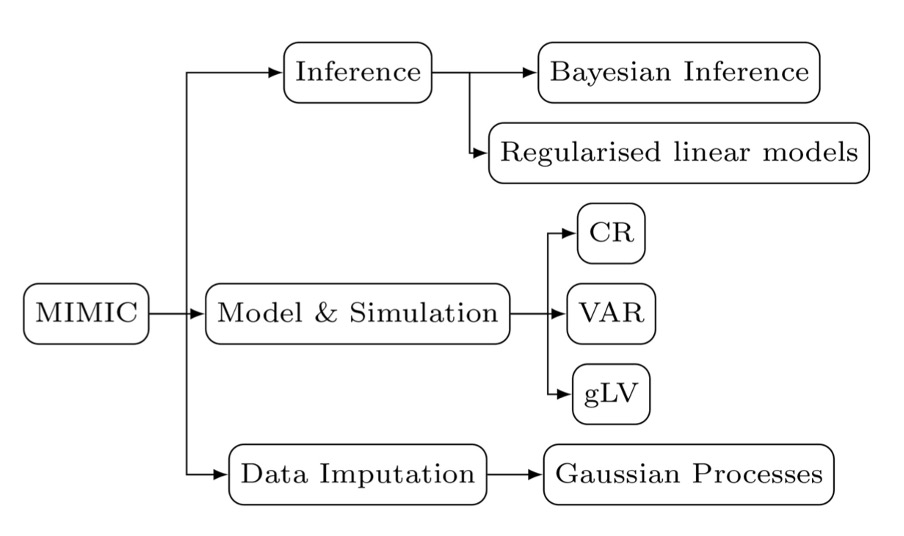 Inference
Bayesian Inference
Regularised linear models
CR
MIMIC
Model & Simulation
VAR
gLV
Data Imputation
Gaussian Processes